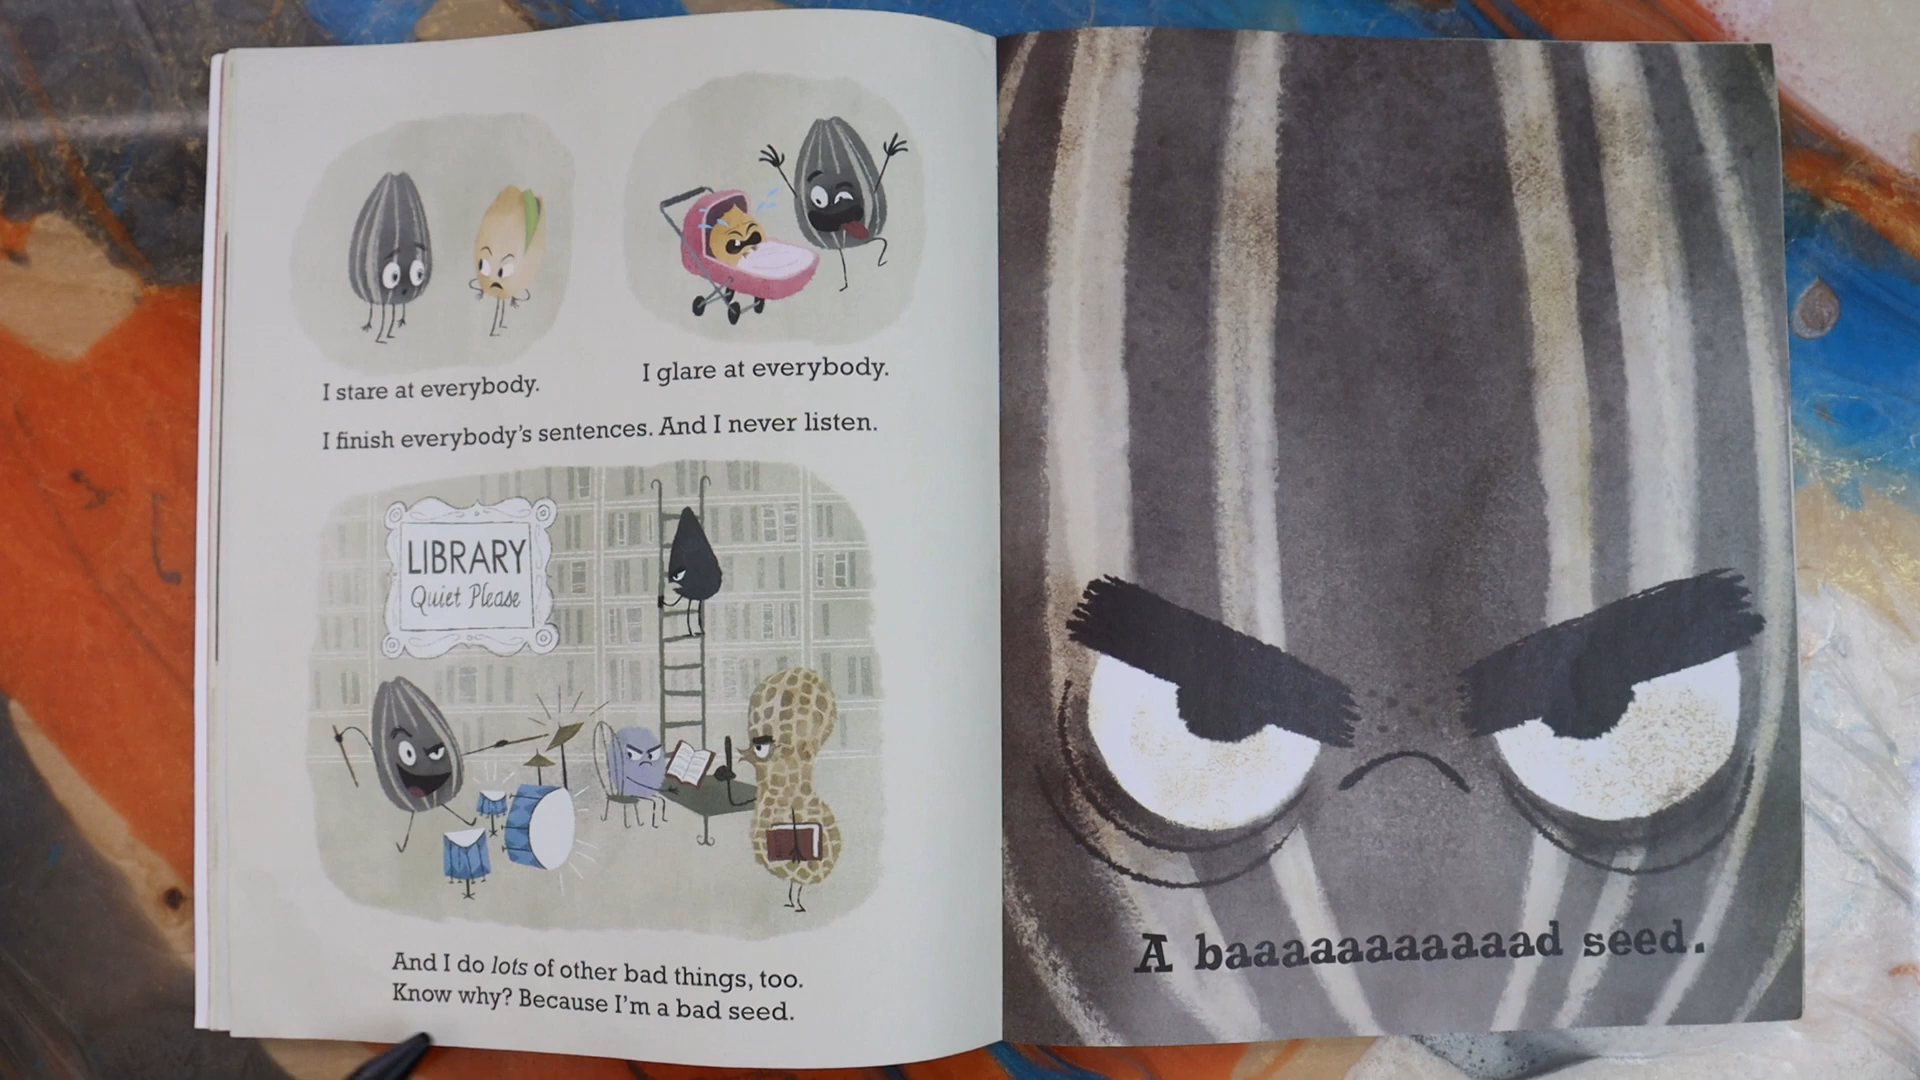 I stare at everybody.
I glare at everybody.
I finish everybody's sentences. And I never listen.
LIBRARY
Quiet Please
And I do lots of other bad things, too.
Know why? Because I'm a bad seed.
A baaaaaaaaaaaad seed.